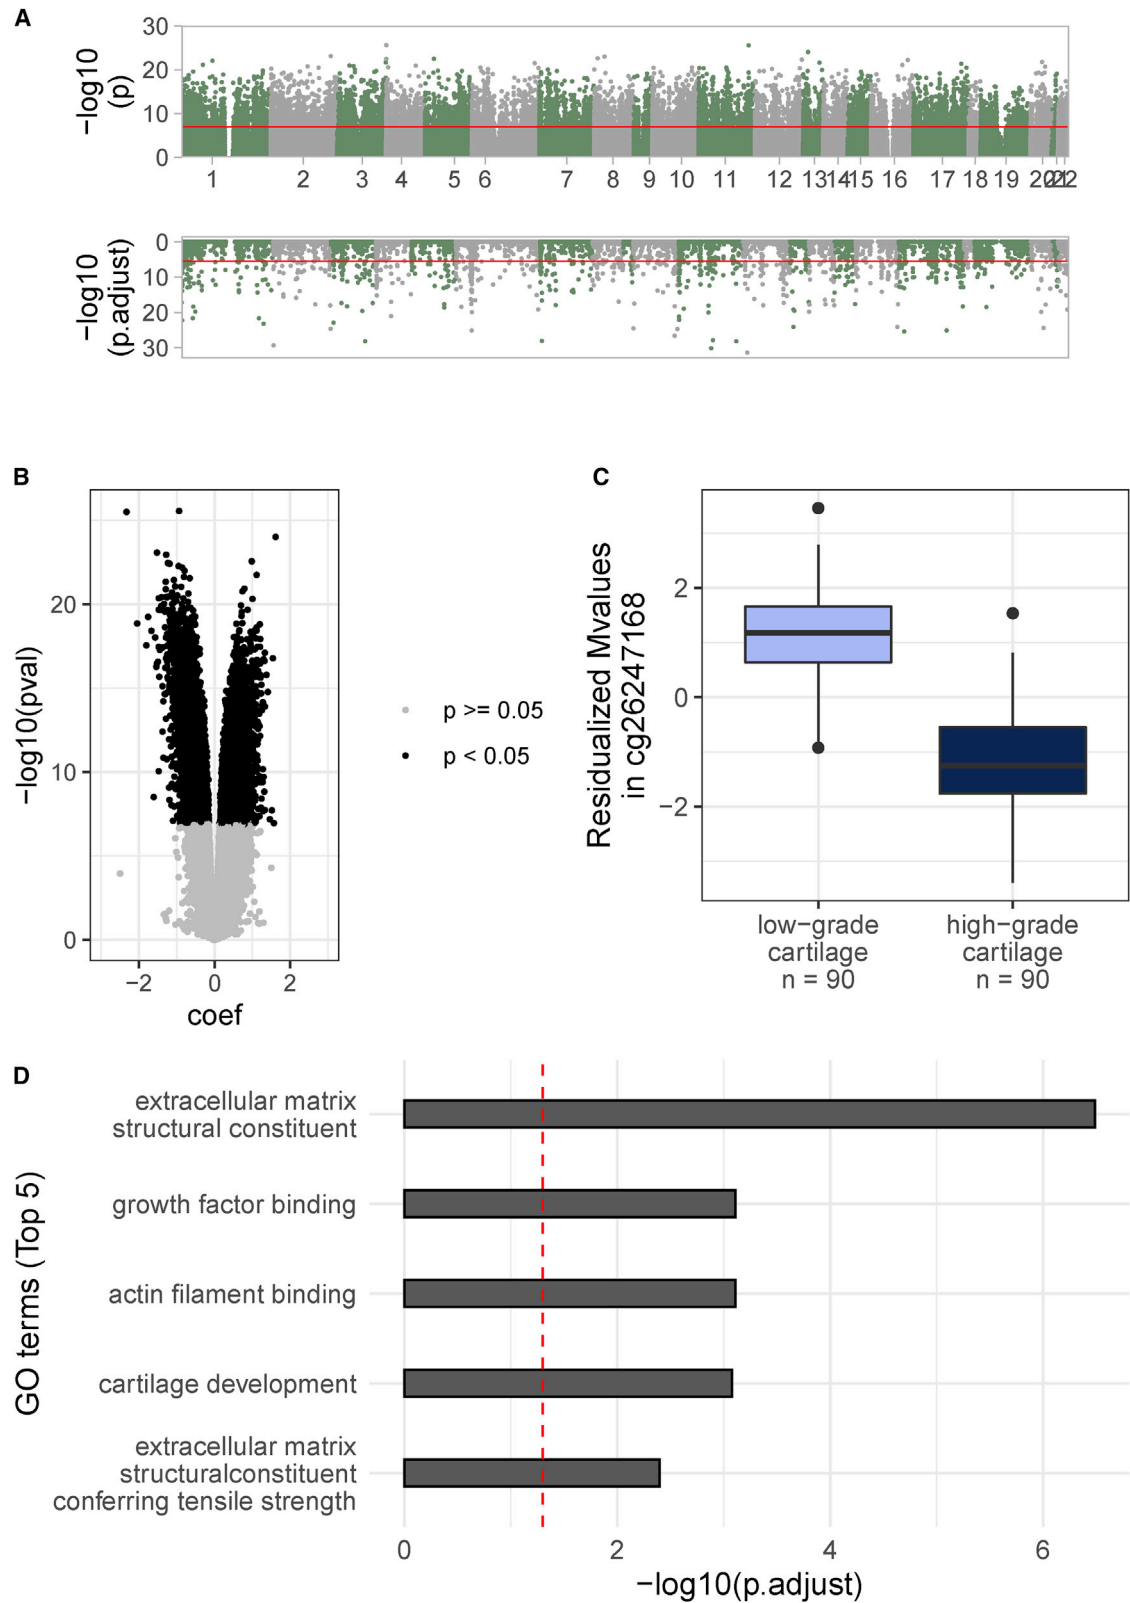 A
−log10
(p)
30
20
10
0
1 2 3 4 5 6 7 8 9 10 11 12 13 14 15 16 17 18 19 20 21 22
−log10
(p.adjust)
0
10
20
30
B
−log10(pval)
20
10
0
−2 0 2
coef
p >= 0.05
p < 0.05
C
Residualized Mvalues
in cg26247168
2
0
−2
low−grade
cartilage
n = 90
high−grade
cartilage
n = 90
D
GO terms (Top 5)
extracellular matrix
structural constituent
growth factor binding
actin filament binding
cartilage development
extracellular matrix
structuralconstituent
conferring tensile strength
0 2 4 6
−log10(p.adjust)